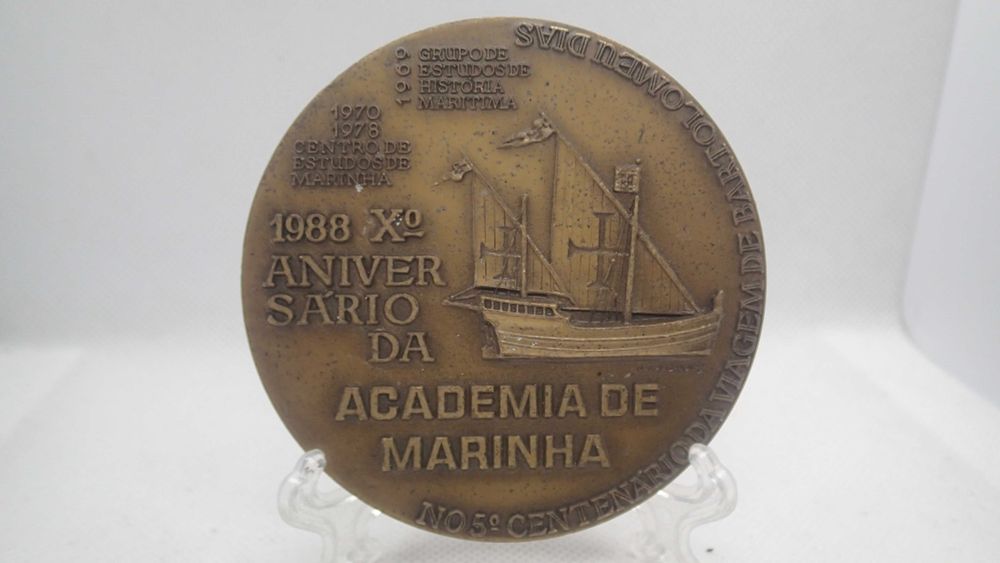 1969
GRUPO DE
ESTUDOS DE
HISTÓRIA
MARÍTIMA
1970
1978
CENTRO DE
ESTUDOS DE
MARINHA
1988 Xº
ANIVER
SÁRIO
DA
ACADEMIA DE
MARINHA
NO 5º CENTENÁRIO DA VIAGEM DE BARTOLOMEU DIAS